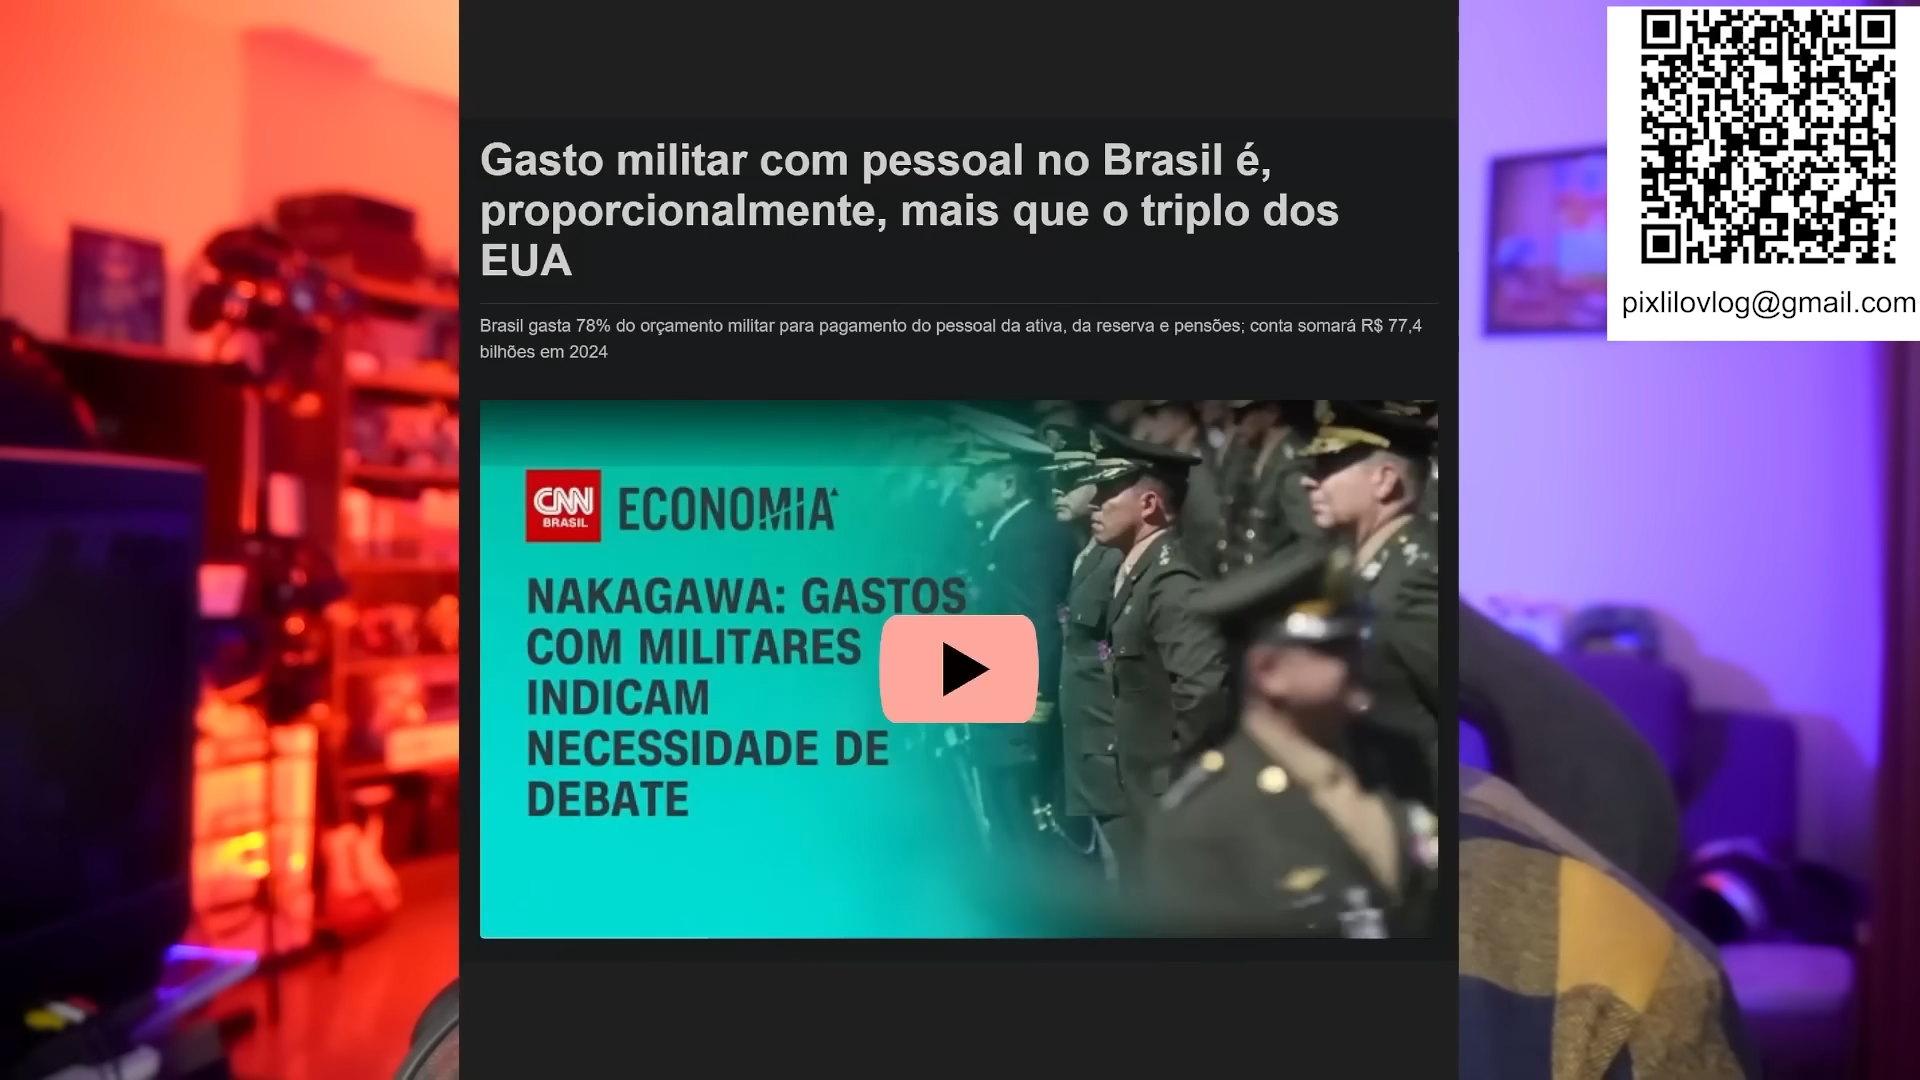 Gasto militar com pessoal no Brasil é,
proporcionalmente, mais que o triplo dos
EUA
Brasil gasta 78% do orçamento militar para pagamento do pessoal da ativa, da reserva e pensões; conta somará R$ 77,4
bilhões em 2024
CNN
BRASIL
ECONOMIA
NAKAGAWA: GASTOS
COM MILITARES
INDICAM
NECESSIDADE DE
DEBATE
pixlilovlog@gmail.com